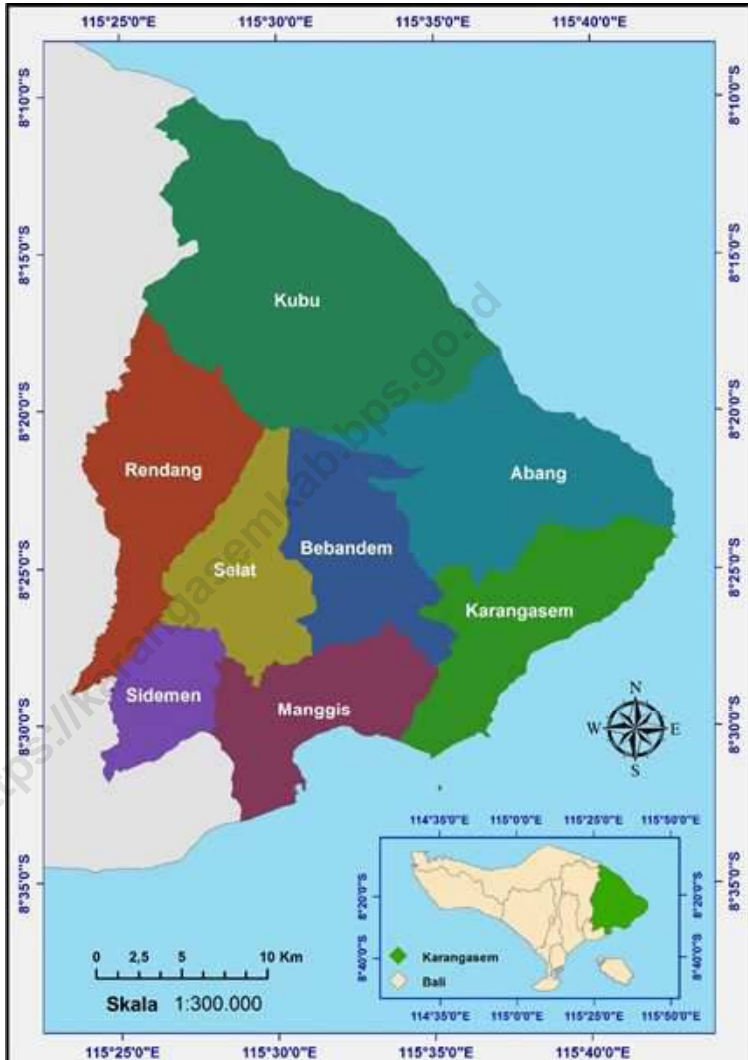 115°25'0"E 115°30'0"E 115°35'0"E 115°40'0"E
8°10'0"S 8°10'0"S
8°15'0"S 8°15'0"S
Kubu
8°20'0"S 8°20'0"S
Rendang
Abang
Bebandem
Selat
8°25'0"S 8°25'0"S
Karangasem
Sidemen
Manggis
N
W E
S
8°30'0"S 8°30'0"S
8°35'0"S 8°35'0"S
114°35'0"E 115°0'0"E 115°25'0"E 115°50'0"E
8°20'0"S 8°20'0"S
8°40'0"S 8°40'0"S
Karangasem
Bali
114°35'0"E 115°0'0"E 115°25'0"E 115°50'0"E
0 2,5 5 10 Km
Skala 1:300.000
115°25'0"E 115°30'0"E 115°35'0"E 115°40'0"E
https://karangasemkab.bps.go.id